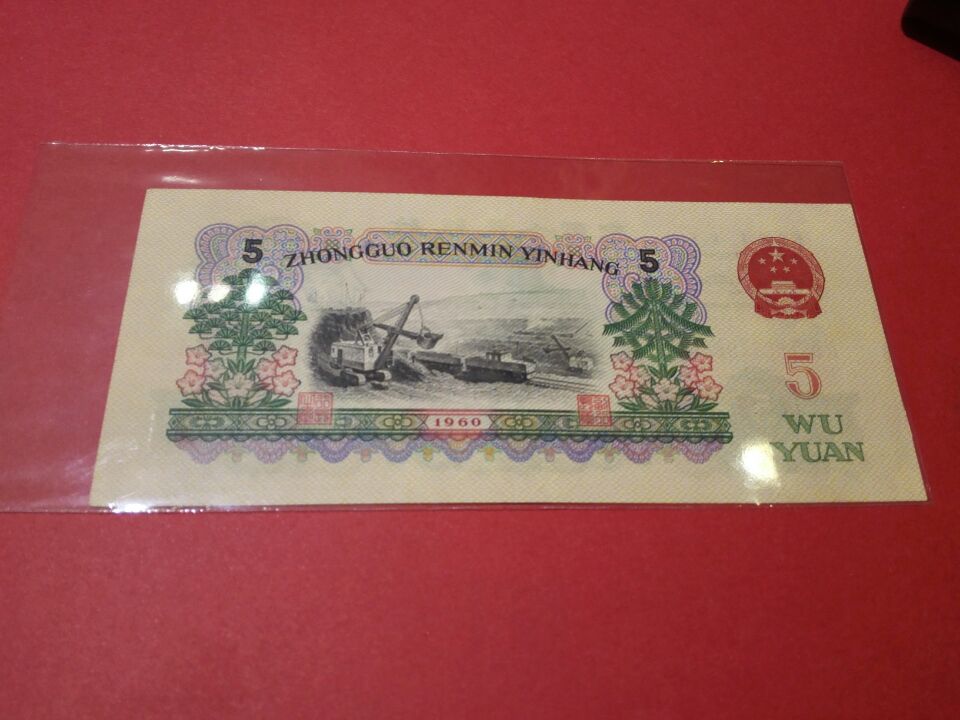 5 ZHONGGUO RENMIN YINHANG 5
1960
5
WU
YUAN